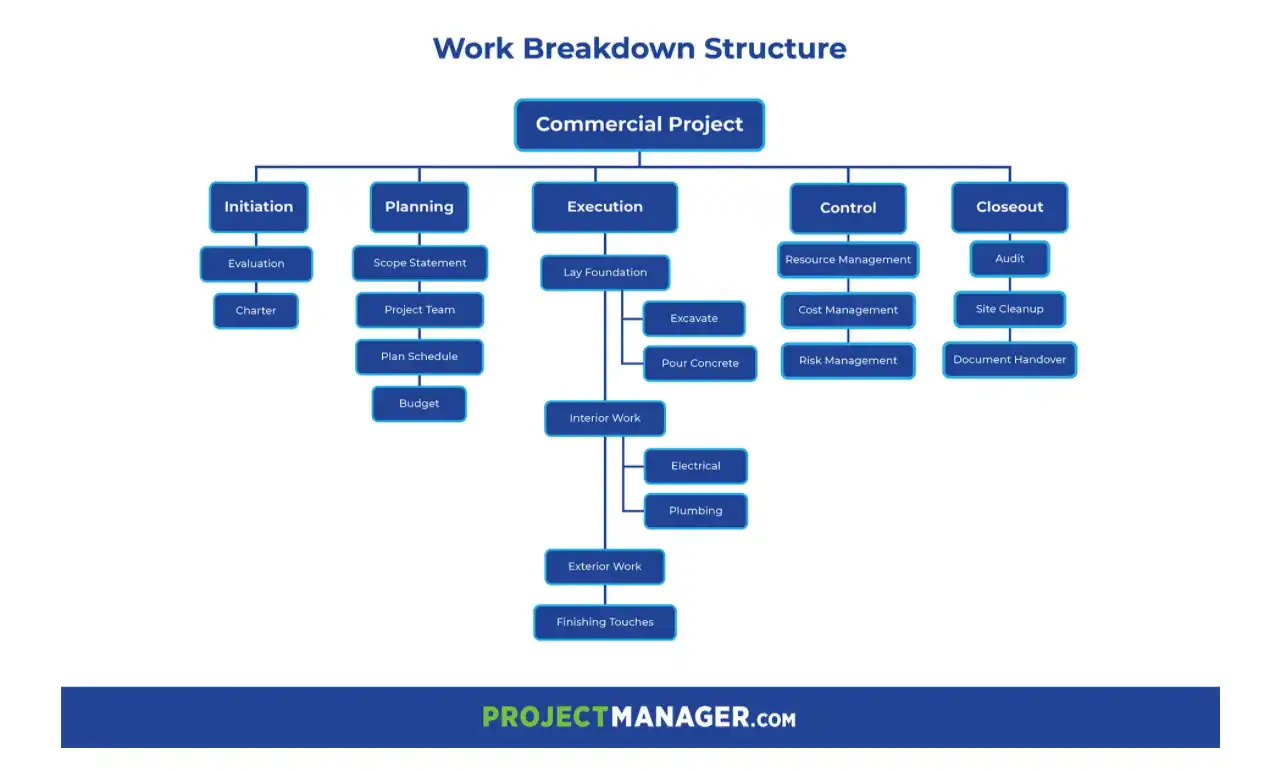 Work Breakdown Structure
Commercial Project
Initiation
Evaluation
Charter
Planning
Scope Statement
Project Team
Plan Schedule
Budget
Execution
Lay Foundation
Excavate
Pour Concrete
Interior Work
Electrical
Plumbing
Exterior Work
Finishing Touches
Control
Resource Management
Cost Management
Risk Management
Closeout
Audit
Site Cleanup
Document Handover
PROJECTMANAGER.COM